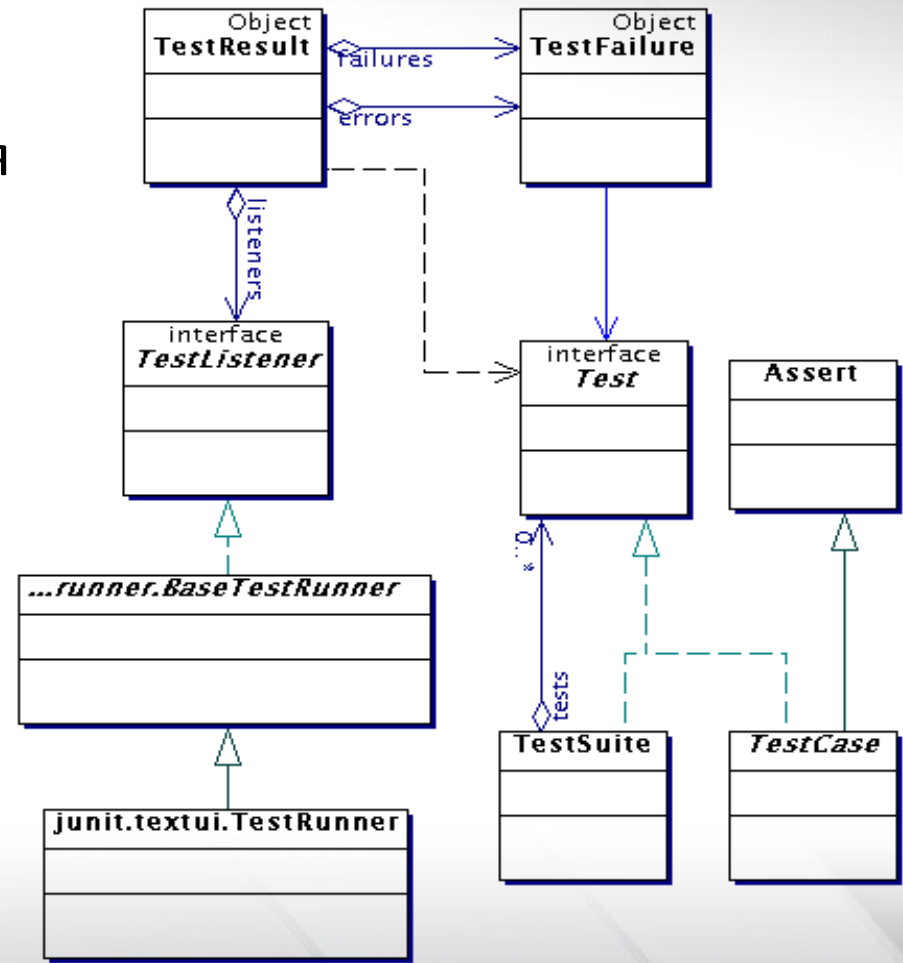 Object
TestResult
Object
TestFailure
failures
errors
я
listeners
interface
TestListener
interface
Test
Assert
0..*
...runner.BaseTestRunner
tests
TestSuite
TestCase
junit.textui.TestRunner